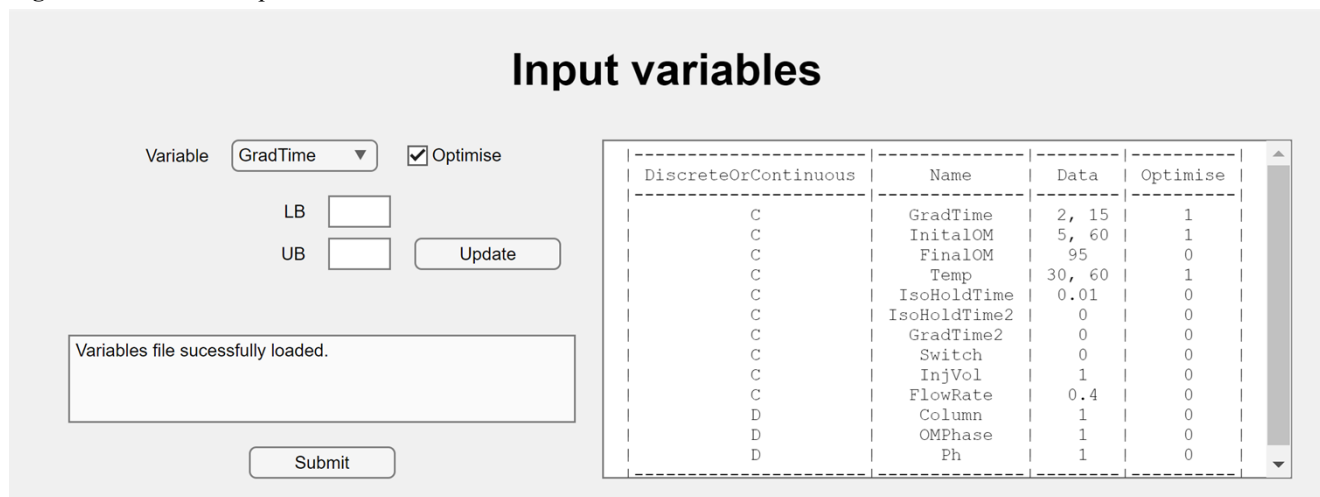 Input variables
Variable GradTime ▼ Optimise
LB
UB Update
Variables file sucessfully loaded.
Submit
|----------------------|--------------|--------|----------|
| DiscreteOrContinuous | Name | Data | Optimise |
|----------------------|--------------|--------|----------|
| C | GradTime | 2, 15 | 1 |
| C | InitalOM | 5, 60 | 1 |
| C | FinalOM | 95 | 0 |
| C | Temp | 30, 60 | 1 |
| C | IsoHoldTime | 0.01 | 0 |
| C | IsoHoldTime2 | 0 | 0 |
| C | GradTime2 | 0 | 0 |
| C | Switch | 0 | 0 |
| C | InjVol | 1 | 0 |
| C | FlowRate | 0.4 | 0 |
| D | Column | 1 | 0 |
| D | OMPhase | 1 | 0 |
| D | Ph | 1 | 0 |
|----------------------|--------------|--------|----------|